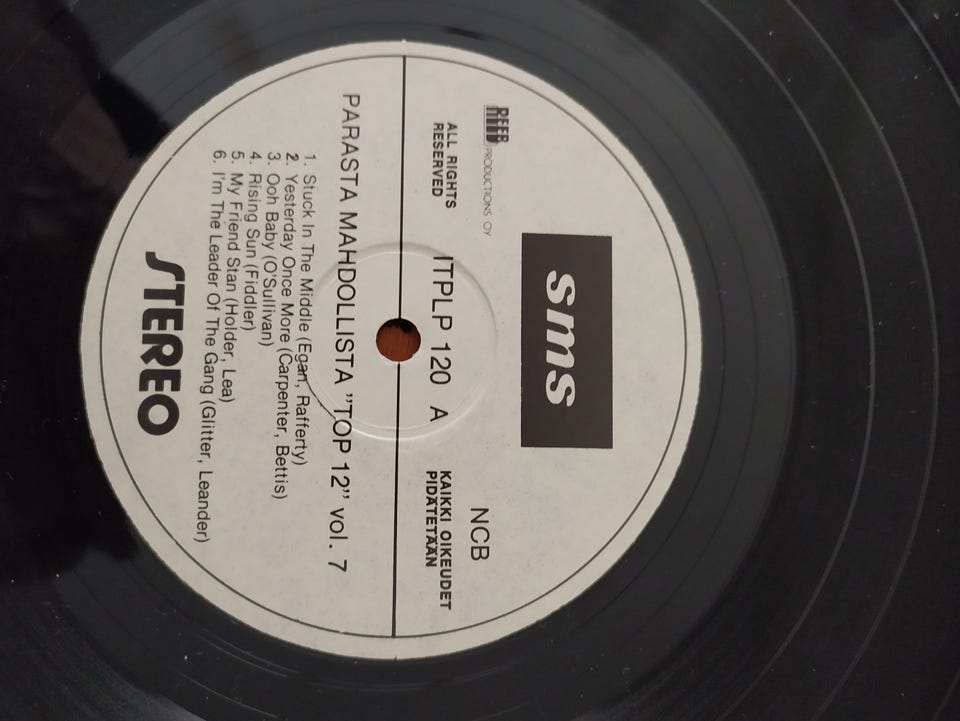 sms
REEB PRODUCTIONS OY
NCB
ALL RIGHTS
RESERVED
ITPLP 120 A
KAIKKI OIKEUDET
PIDÄTETÄÄN
PARASTA MAHDOLLISTA "TOP 12" vol. 7
1. Stuck In The Middle (Egan, Rafferty)
2. Yesterday Once More (Carpenter, Bettis)
3. Ooh Baby (O'Sullivan)
4. Rising Sun (Fiddler)
5. My Friend Stan (Holder, Lea)
6. I'm The Leader Of The Gang (Glitter, Leander)
STEREO